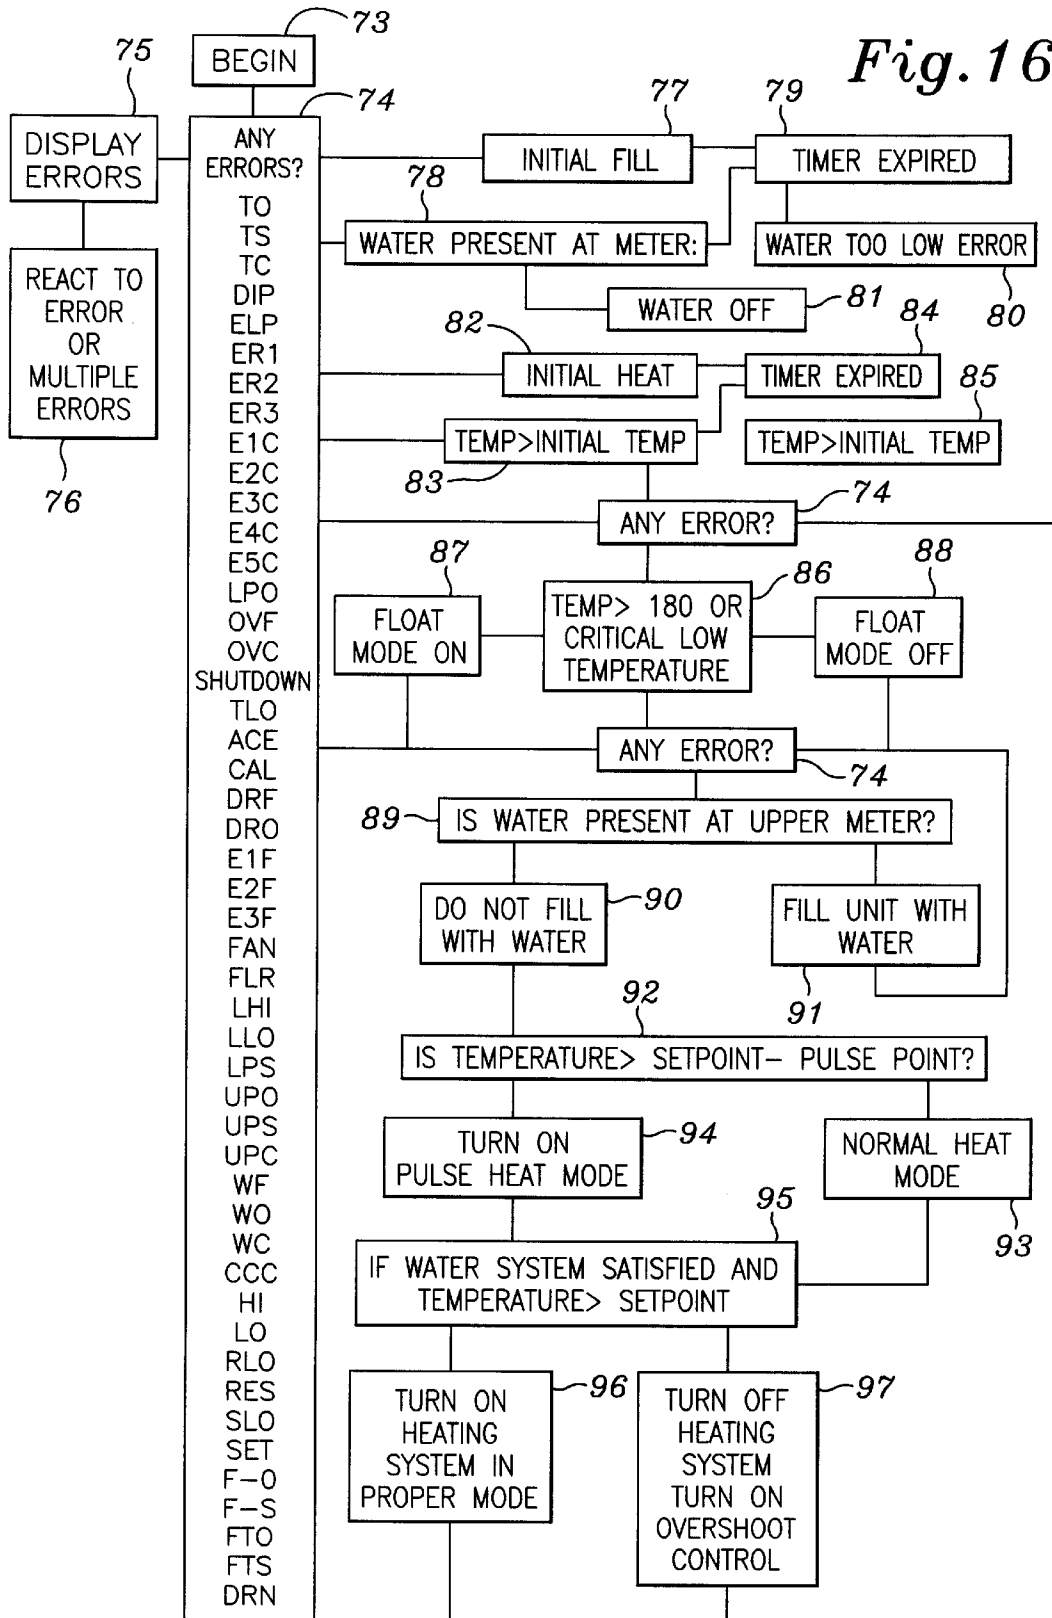 Fig.16
73
BEGIN
75
74
77
79
DISPLAY
ERRORS
ANY
ERRORS?
INITIAL FILL
TIMER EXPIRED
78
WATER PRESENT AT METER:
WATER TOO LOW ERROR
80
WATER OFF
81
REACT TO
ERROR
OR
MULTIPLE
ERRORS
76
TO
TS
TC
DIP
ELP
ER1
ER2
ER3
E1C
E2C
E3C
E4C
E5C
LPO
OVF
OVC
SHUTDOWN
TLO
ACE
CAL
DRF
DRO
E1F
E2F
E3F
FAN
FLR
LHI
LLO
LPS
UPO
UPS
UPC
WF
WO
WC
CCC
HI
LO
RLO
RES
SLO
SET
F-O
F-S
FTO
FTS
DRN
82
84
INITIAL HEAT
TIMER EXPIRED
85
TEMP>INITIAL TEMP
TEMP>INITIAL TEMP
83
74
ANY ERROR?
87
86
88
FLOAT
MODE ON
TEMP> 180 OR
CRITICAL LOW
TEMPERATURE
FLOAT
MODE OFF
ANY ERROR?
74
89
IS WATER PRESENT AT UPPER METER?
DO NOT FILL
WITH WATER
90
FILL UNIT WITH
WATER
91
92
IS TEMPERATURE> SETPOINT- PULSE POINT?
TURN ON
PULSE HEAT MODE
94
NORMAL HEAT
MODE
93
95
IF WATER SYSTEM SATISFIED AND
TEMPERATURE> SETPOINT
TURN ON
HEATING
SYSTEM IN
PROPER MODE
96
TURN OFF
HEATING
SYSTEM
TURN ON
OVERSHOOT
CONTROL
97